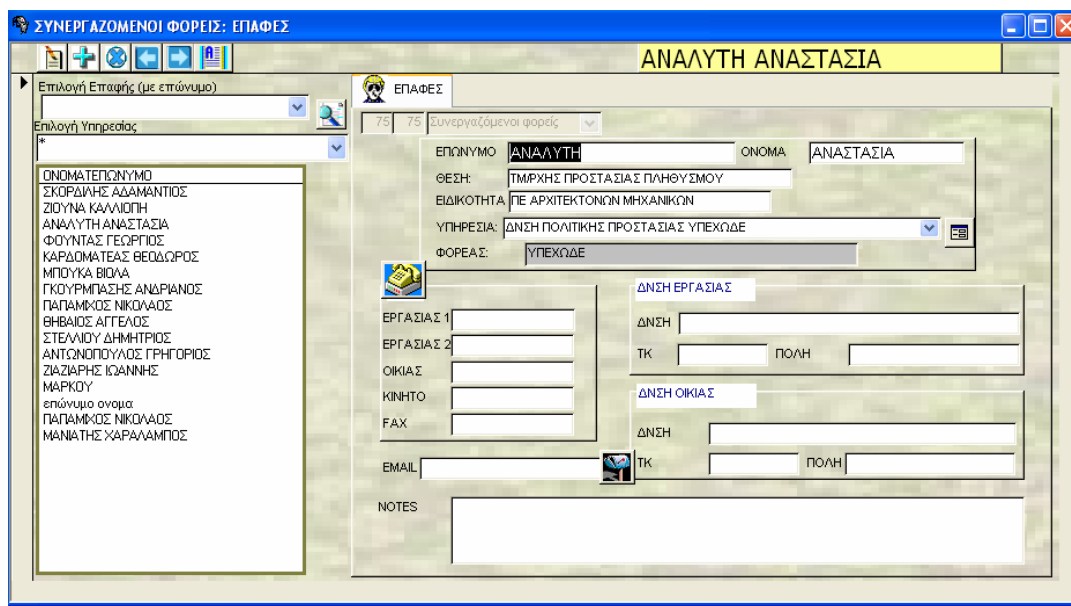 ΣΥΝΕΡΓΑΖΟΜΕΝΟΙ ΦΟΡΕΙΣ: ΕΠΑΦΕΣ
ΑΝΑΛΥΤΗ ΑΝΑΣΤΑΣΙΑ
Επιλογή Επαφής (με επώνυμο)
Επιλογή Υπηρεσίας
*
ΟΝΟΜΑΤΕΠΩΝΥΜΟ
ΣΚΟΡΔΙΛΗΣ ΑΔΑΜΑΝΤΙΟΣ
ΖΙΟΥΝΑ ΚΑΛΛΙΟΠΗ
ΑΝΑΛΥΤΗ ΑΝΑΣΤΑΣΙΑ
ΦΟΥΝΤΑΣ ΓΕΩΡΓΙΟΣ
ΚΑΡΔΟΜΑΤΕΑΣ ΘΕΟΔΩΡΟΣ
ΜΠΟΥΚΑ ΒΙΟΛΑ
ΓΚΟΥΡΜΠΑΣΗΣ ΑΝΔΡΙΑΝΟΣ
ΠΑΠΑΜΙΧΟΣ ΝΙΚΟΛΑΟΣ
ΘΗΒΑΙΟΣ ΑΓΓΕΛΟΣ
ΣΤΕΛΛΙΟΥ ΔΗΜΗΤΡΙΟΣ
ΑΝΤΩΝΟΠΟΥΛΟΣ ΓΡΗΓΟΡΙΟΣ
ΖΙΑΖΙΑΡΗΣ ΙΩΑΝΝΗΣ
ΜΑΡΚΟΥ
επώνυμο ονομα
ΠΑΠΑΜΙΧΟΣ ΝΙΚΟΛΑΟΣ
ΜΑΝΙΑΤΗΣ ΧΑΡΑΛΑΜΠΟΣ
ΕΠΑΦΕΣ
75 75 Συνεργαζόμενοι φορείς
ΕΠΩΝΥΜΟ ΑΝΑΛΥΤΗ ΟΝΟΜΑ ΑΝΑΣΤΑΣΙΑ
ΘΕΣΗ: ΤΜ/ΡΧΗΣ ΠΡΟΣΤΑΣΙΑΣ ΠΛΗΘΥΣΜΟΥ
ΕΙΔΙΚΟΤΗΤΑ ΠΕ ΑΡΧΙΤΕΚΤΟΝΩΝ ΜΗΧΑΝΙΚΩΝ
ΥΠΗΡΕΣΙΑ: ΔΝΣΗ ΠΟΛΙΤΙΚΗΣ ΠΡΟΣΤΑΣΙΑΣ ΥΠΕΧΩΔΕ
ΦΟΡΕΑΣ: ΥΠΕΧΩΔΕ
ΕΡΓΑΣΙΑΣ 1
ΕΡΓΑΣΙΑΣ 2
ΟΙΚΙΑΣ
ΚΙΝΗΤΟ
FAX
ΔΝΣΗ ΕΡΓΑΣΙΑΣ
ΔΝΣΗ
ΤΚ ΠΟΛΗ
ΔΝΣΗ ΟΙΚΙΑΣ
ΔΝΣΗ
ΤΚ ΠΟΛΗ
EMAIL
NOTES